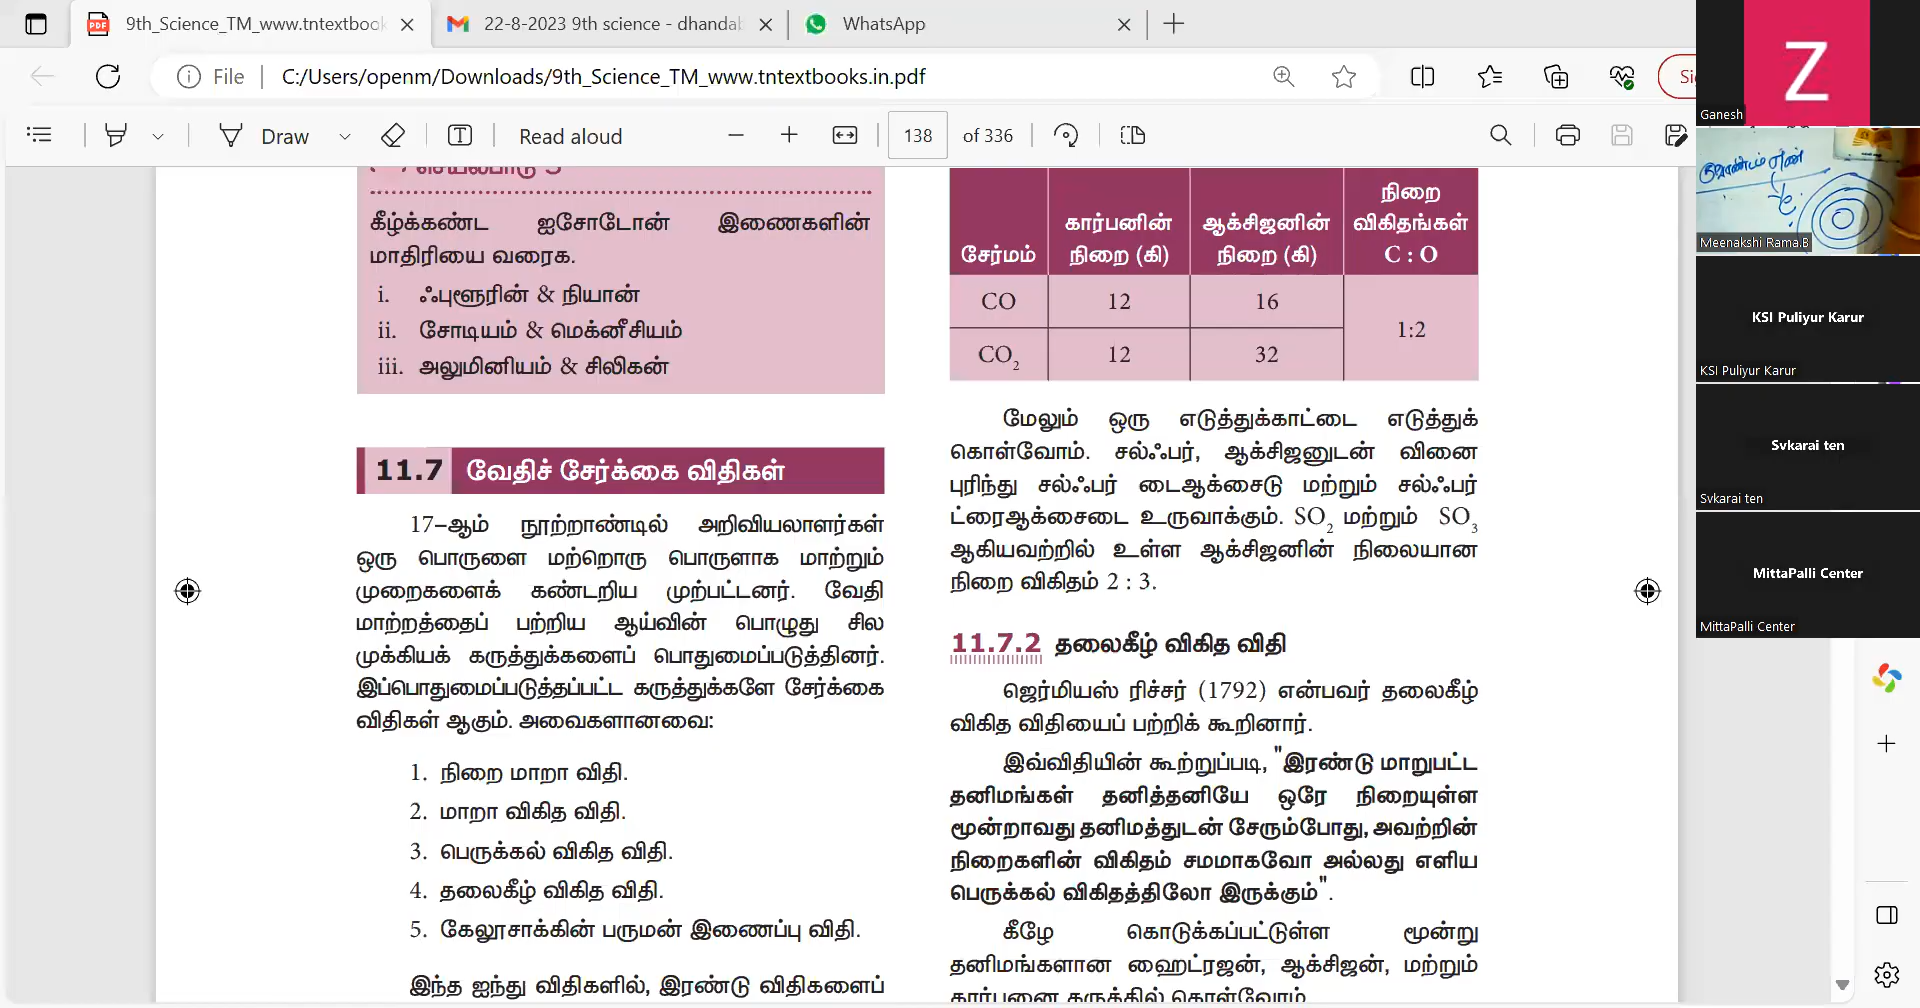 9th_Science_TM_www.tntextbook
22-8-2023 9th science - dhandab
WhatsApp
File
C:/Users/openm/Downloads/9th_Science_TM_www.tntextbooks.in.pdf
Draw
Read aloud
138 of 336
கீழ்க்கண்ட ஐசோடோன் இணைகளின்
மாதிரியை வரைக.
i. ஃபுளூரின் & நியான்
ii. சோடியம் & மெக்னீசியம்
iii. அலுமினியம் & சிலிகன்
11.7 வேதிச் சேர்க்கை விதிகள்
17–ஆம் நூற்றாண்டில் அறிவியலாளர்கள்
ஒரு பொருளை மற்றொரு பொருளாக மாற்றும்
முறைகளைக் கண்டறிய முற்பட்டனர். வேதி
மாற்றத்தைப் பற்றிய ஆய்வின் பொழுது சில
முக்கியக் கருத்துக்களைப் பொதுமைப்படுத்தினர்.
இப்பொதுமைப்படுத்தப்பட்ட கருத்துக்களே சேர்க்கை
விதிகள் ஆகும். அவைகளானவை:
1. நிறை மாறா விதி.
2. மாறா விகித விதி.
3. பெருக்கல் விகித விதி.
4. தலைகீழ் விகித விதி.
5. கேலூசாக்கின் பருமன் இணைப்பு விதி.
இந்த ஐந்து விதிகளில், இரண்டு விதிகளைப்
சேர்மம் கார்பனின் நிறை (கி) ஆக்சிஜனின் நிறை (கி) நிறை விகிதங்கள் C : O
CO 12 16 1:2
CO₂ 12 32
மேலும் ஒரு எடுத்துக்காட்டை எடுத்துக்
கொள்வோம். சல்ஃபர், ஆக்சிஜனுடன் வினை
புரிந்து சல்ஃபர் டைஆக்சைடு மற்றும் சல்ஃபர்
ட்ரைஆக்சைடை உருவாக்கும். SO₂ மற்றும் SO₃
ஆகியவற்றில் உள்ள ஆக்சிஜனின் நிலையான
நிறை விகிதம் 2 : 3.
11.7.2 தலைகீழ் விகித விதி
ஜெர்மியஸ் ரிச்சர் (1792) என்பவர் தலைகீழ்
விகித விதியைப் பற்றிக் கூறினார்.
இவ்விதியின் கூற்றுப்படி, "இரண்டு மாறுபட்ட
தனிமங்கள் தனித்தனியே ஒரே நிறையுள்ள
மூன்றாவது தனிமத்துடன் சேரும்போது, அவற்றின்
நிறைகளின் விகிதம் சமமாகவோ அல்லது எளிய
பெருக்கல் விகிதத்திலோ இருக்கும்".
கீழே கொடுக்கப்பட்டுள்ள மூன்று
தனிமங்களான ஹைட்ரஜன், ஆக்சிஜன், மற்றும்
கார்பனை கருத்தில் கொள்வோம்
Z
Ganesh
Meenakshi Rama.B
KSI Puliyur Karur
KSI Puliyur Karur
Svkarai ten
Svkarai ten
MittaPalli Center
MittaPalli Center